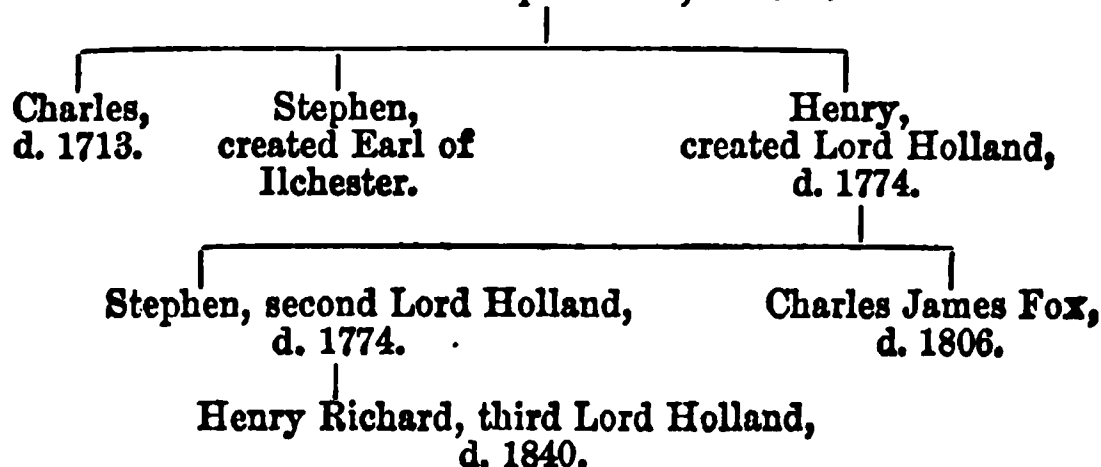 Charles,
d. 1713.
Stephen,
created Earl of
Ilchester.
Henry,
created Lord Holland,
d. 1774.
Stephen, second Lord Holland,
d. 1774.
Charles James Fox,
d. 1806.
Henry Richard, third Lord Holland,
d. 1840.